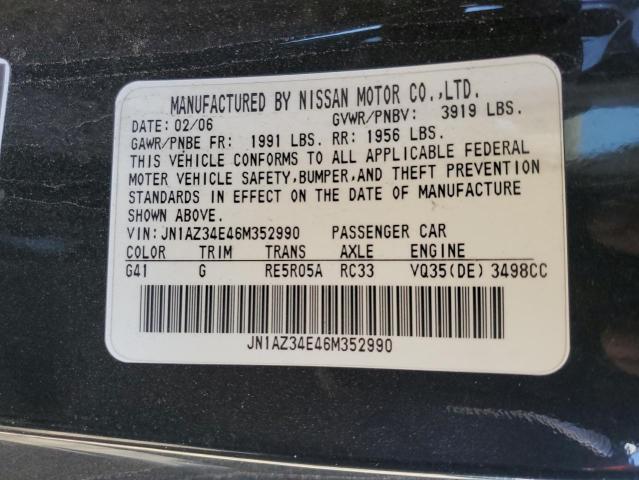 MANUFACTURED BY NISSAN MOTOR CO.,LTD.
DATE: 02/06 GVWR/PNBV: 3919 LBS.
GAWR/PNBE FR: 1991 LBS. RR: 1956 LBS.
THIS VEHICLE CONFORMS TO ALL APPLICABLE FEDERAL
MOTER VEHICLE SAFETY,BUMPER,AND THEFT PREVENTION
STANDARDS IN EFFECT ON THE DATE OF MANUFACTURE
SHOWN ABOVE.
VIN: JN1AZ34E46M352990 PASSENGER CAR
COLOR TRIM TRANS AXLE ENGINE
G41 G RE5R05A RC33 VQ35(DE) 3498CC
JN1AZ34E46M352990